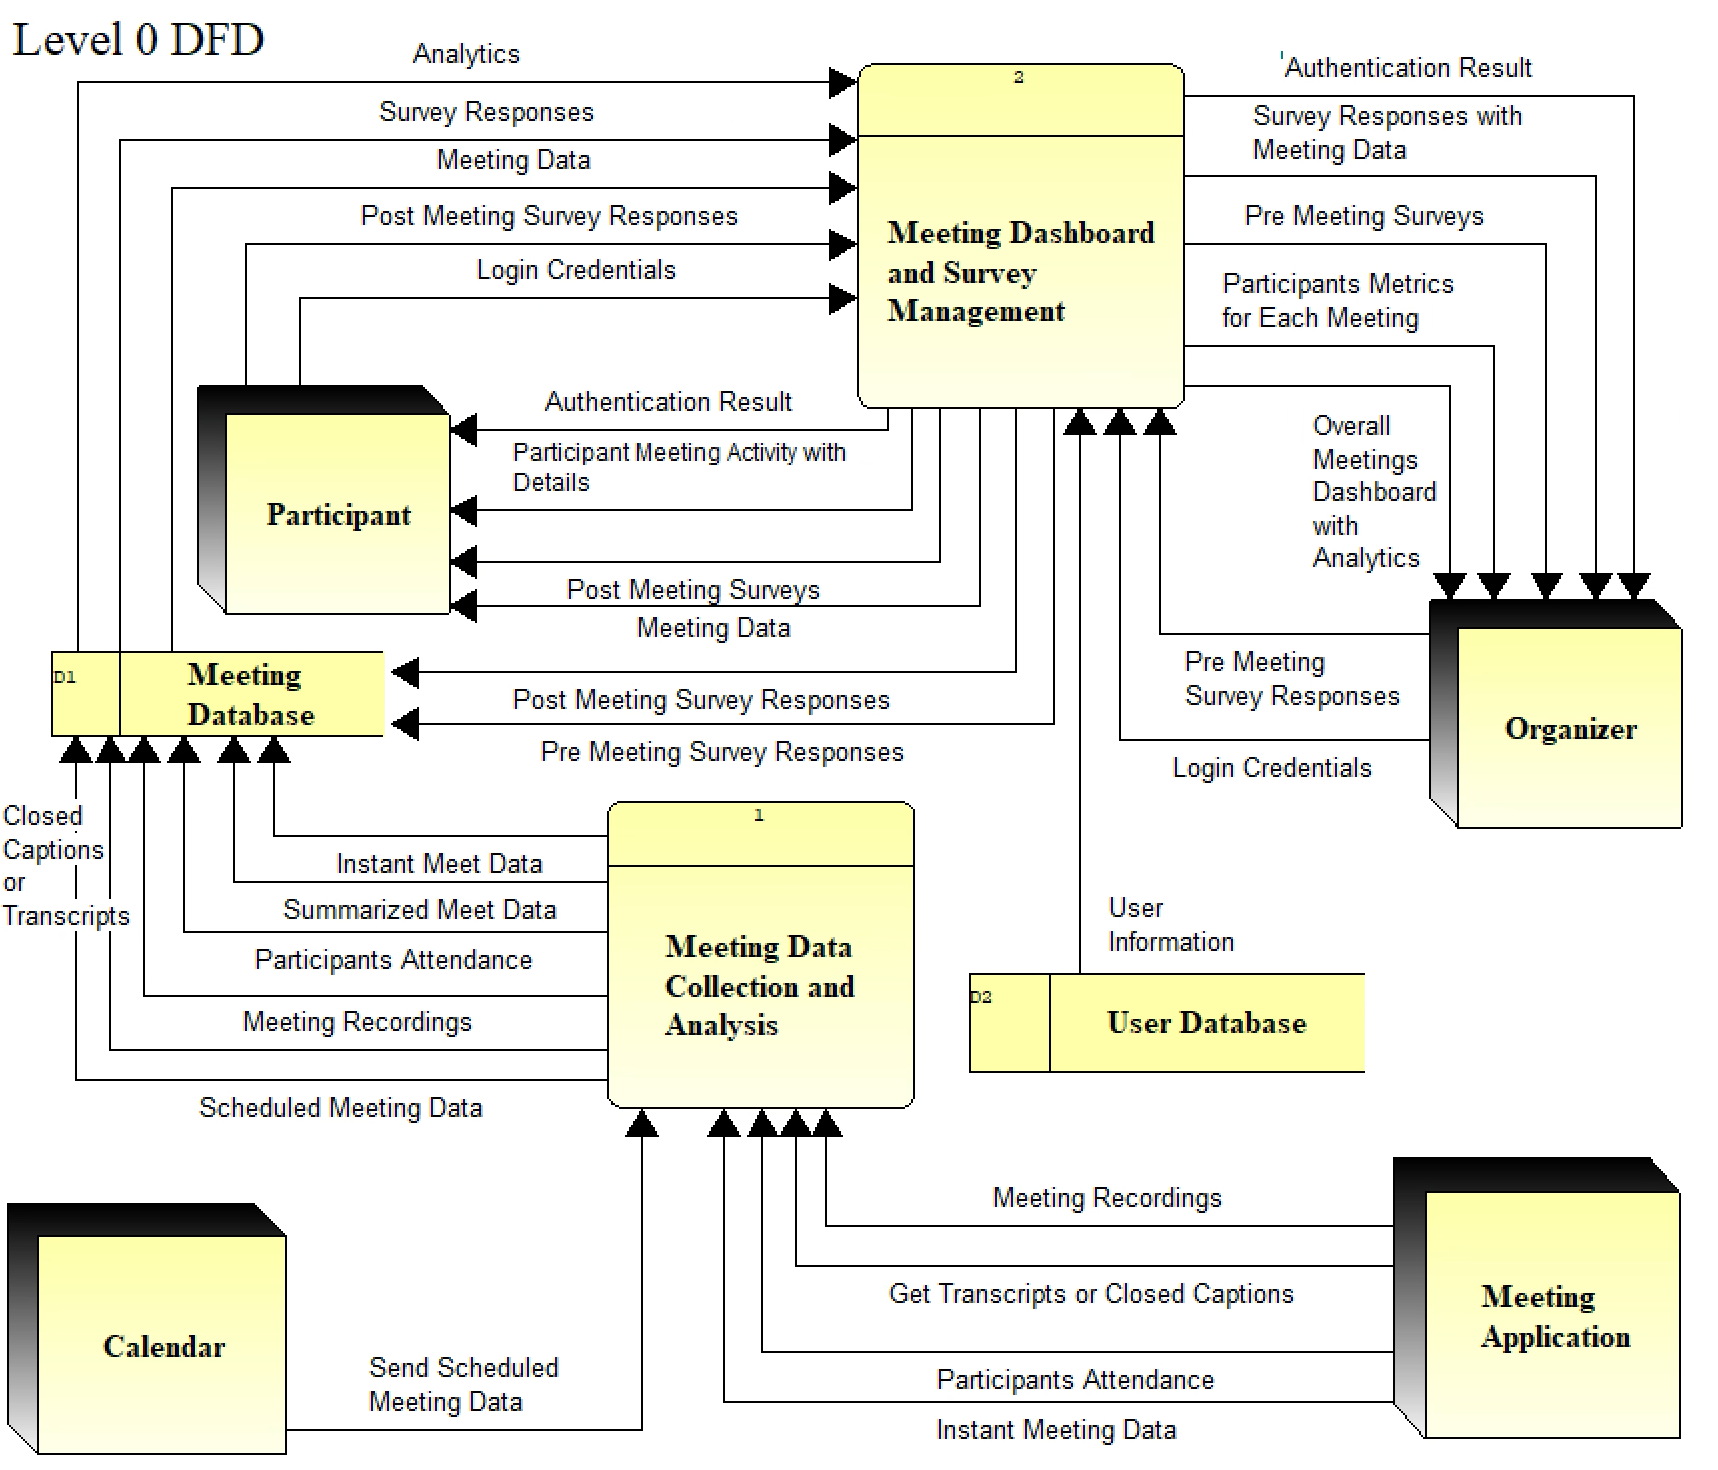 Level 0 DFD
Analytics
Survey Responses
Meeting Data
Post Meeting Survey Responses
Login Credentials
2
Meeting Dashboard
and Survey
Management
'Authentication Result
Survey Responses with
Meeting Data
Pre Meeting Surveys
Participants Metrics
for Each Meeting
Overall
Meetings
Dashboard
with
Analytics
Authentication Result
Participant Meeting Activity with
Details
Post Meeting Surveys
Meeting Data
Participant
D1
Meeting
Database
Post Meeting Survey Responses
Pre Meeting Survey Responses
Pre Meeting
Survey Responses
Login Credentials
Organizer
Closed
Captions
or
Transcripts
Instant Meet Data
Summarized Meet Data
Participants Attendance
Meeting Recordings
Scheduled Meeting Data
1
Meeting Data
Collection and
Analysis
User
Information
D2
User Database
Calendar
Send Scheduled
Meeting Data
Meeting Recordings
Get Transcripts or Closed Captions
Participants Attendance
Instant Meeting Data
Meeting
Application